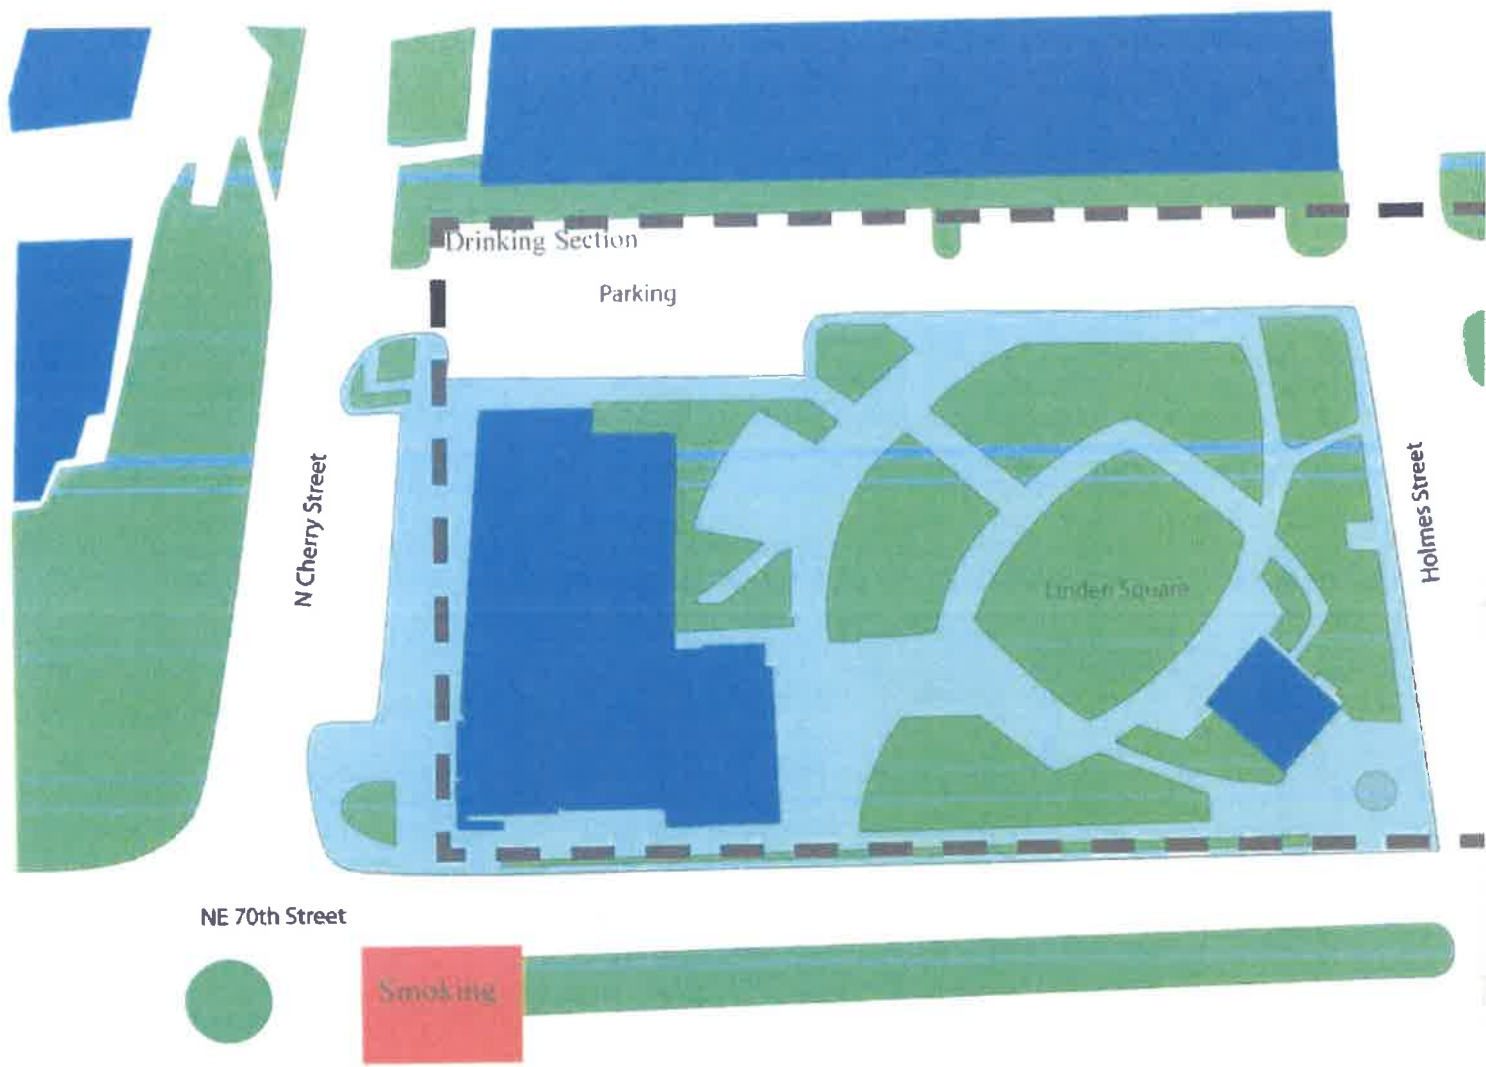 Drinking Section
Parking
N Cherry Street
Holmes Street
Linden Square
NE 70th Street
Smoking